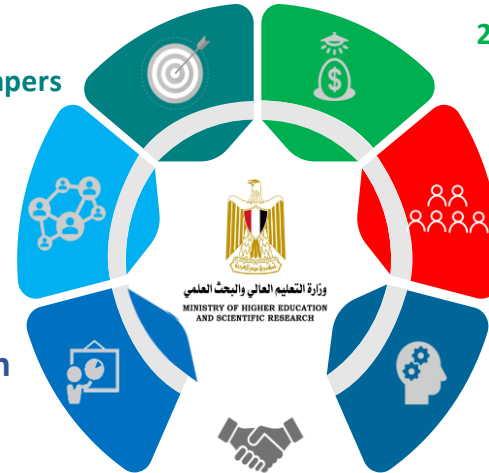 2
apers
$
وزارة التعليم العالي والبحث العلمي
MINISTRY OF HIGHER EDUCATION
AND SCIENTIFIC RESEARCH
n